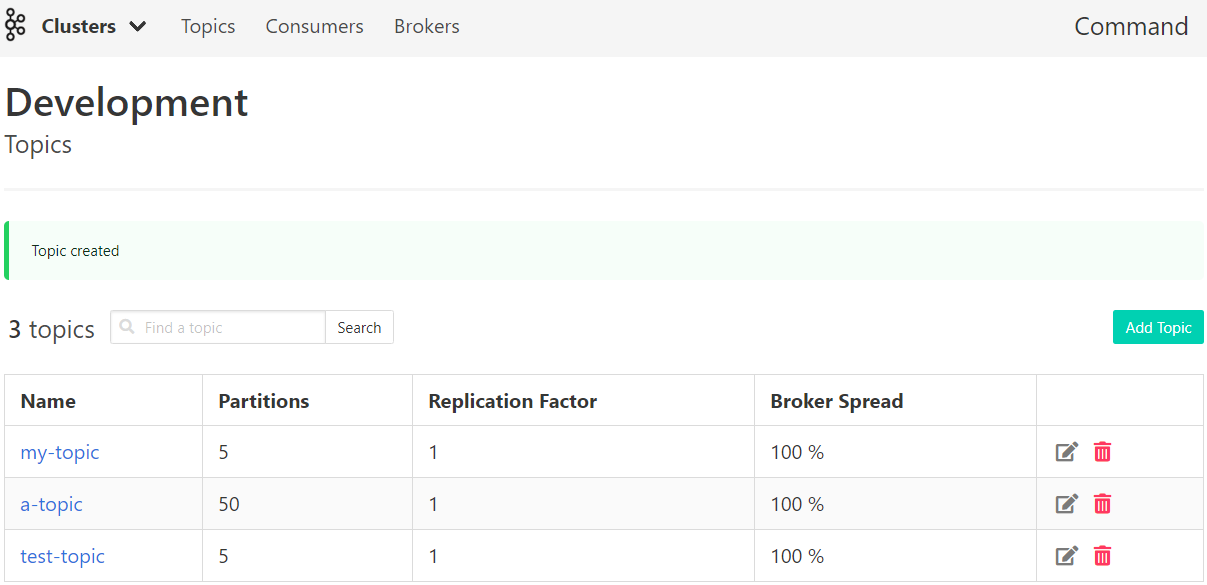 Clusters Topics Consumers Brokers Command
Development
Topics
Topic created
3 topics Find a topic Search Add Topic
Name Partitions Replication Factor Broker Spread
my-topic 5 1 100 %
a-topic 50 1 100 %
test-topic 5 1 100 %